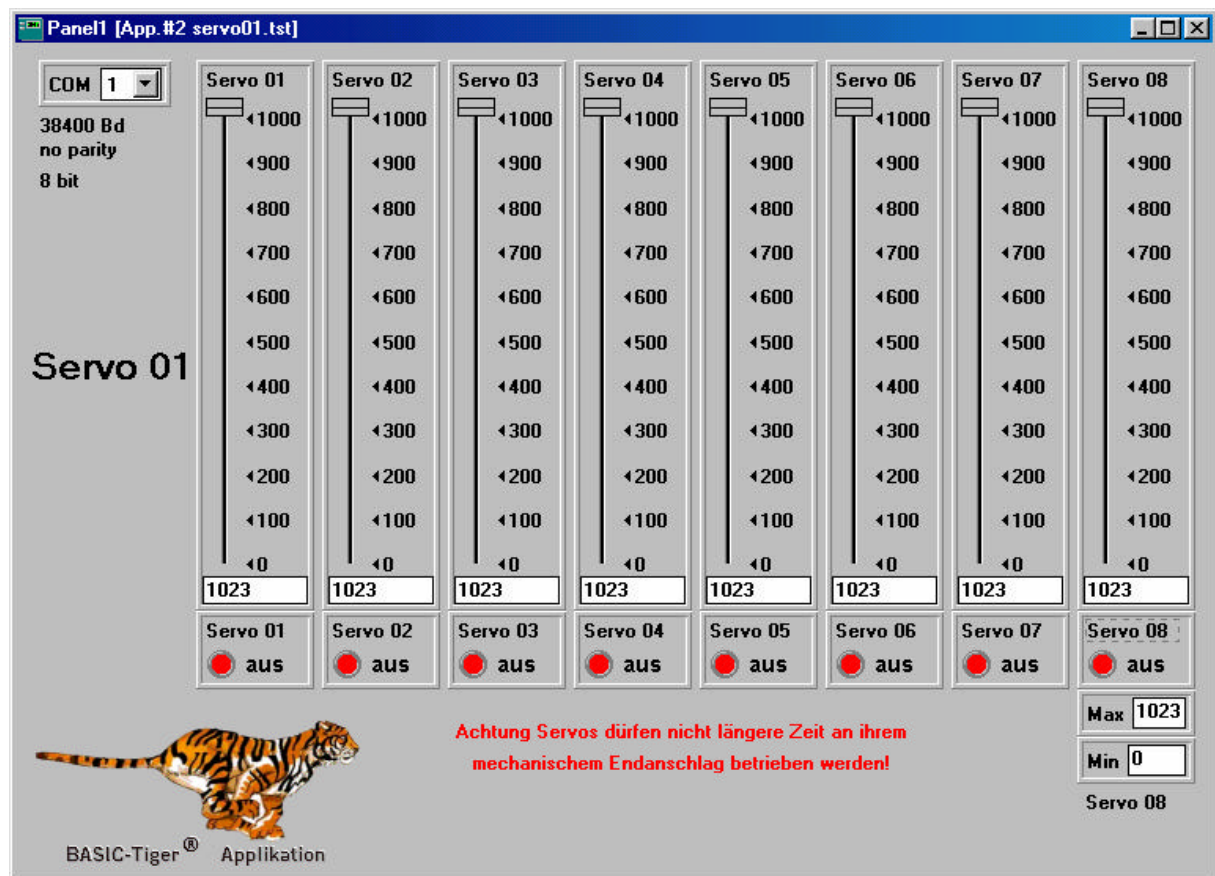 Panel1 [App.#2 servo01.tst]
COM 1
38400 Bd
no parity
8 bit
Servo 01
Servo 01
1000
900
800
700
600
500
400
300
200
100
0
1023
Servo 02
1000
900
800
700
600
500
400
300
200
100
0
1023
Servo 03
1000
900
800
700
600
500
400
300
200
100
0
1023
Servo 04
1000
900
800
700
600
500
400
300
200
100
0
1023
Servo 05
1000
900
800
700
600
500
400
300
200
100
0
1023
Servo 06
1000
900
800
700
600
500
400
300
200
100
0
1023
Servo 07
1000
900
800
700
600
500
400
300
200
100
0
1023
Servo 08
1000
900
800
700
600
500
400
300
200
100
0
1023
Servo 01
aus
Servo 02
aus
Servo 03
aus
Servo 04
aus
Servo 05
aus
Servo 06
aus
Servo 07
aus
Servo 08
aus
Max 1023
Min 0
Servo 08
Achtung Servos dürfen nicht längere Zeit an ihrem
mechanischem Endanschlag betrieben werden!
BASIC-Tiger® Applikation